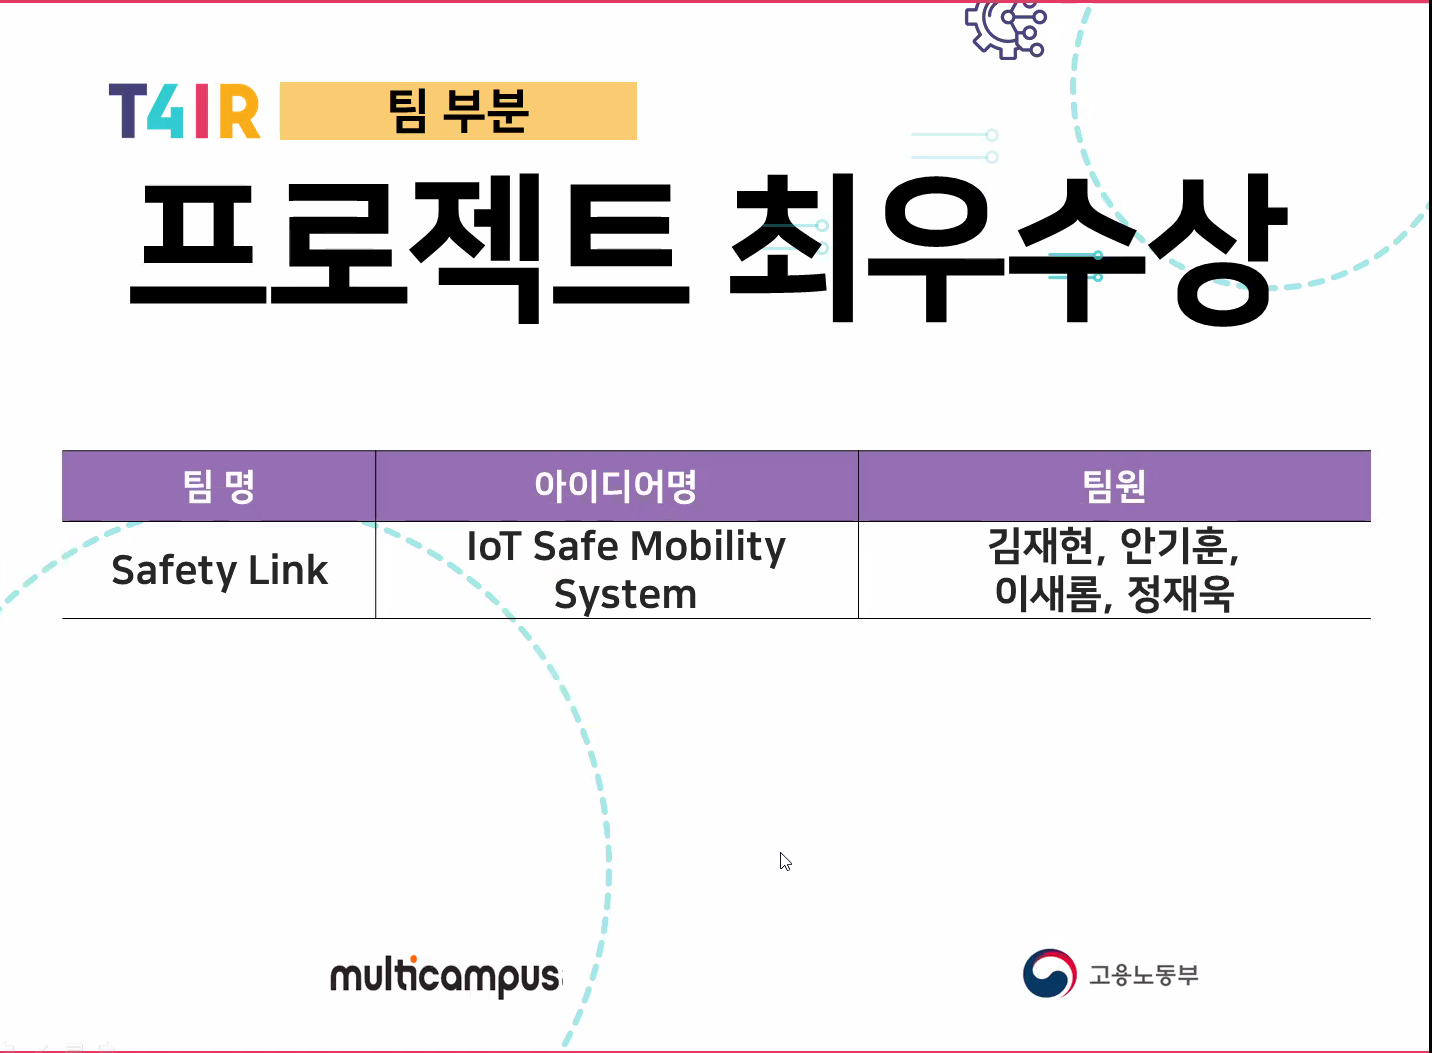 T4IR 팀 부분
프로젝트 최우수상
팀 명 아이디어명 팀원
Safety Link IoT Safe Mobility System 김재현, 안기훈, 이새롬, 정재욱
multicampus 고용노동부